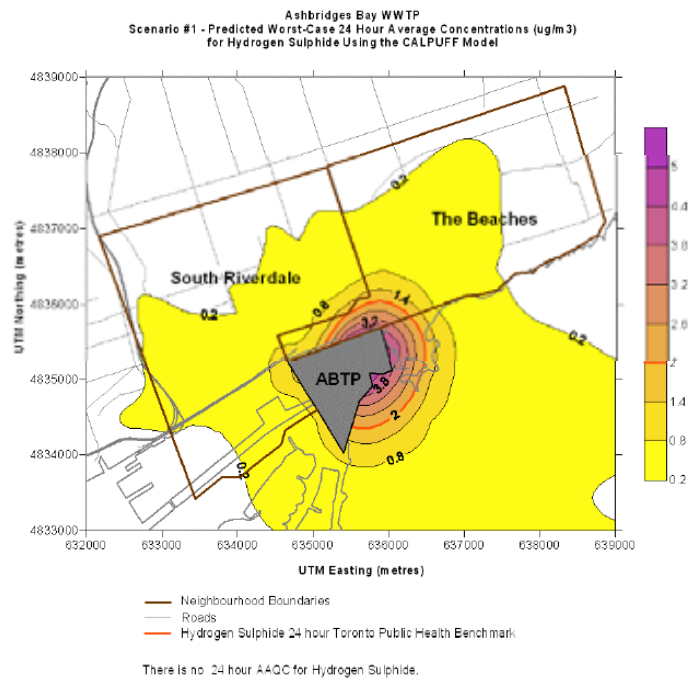 Ashbridges Bay WWTP
Scenario #1 - Predicted Worst-Case 24 Hour Average Concentrations (ug/m3)
for Hydrogen Sulphide Using the CALPUFF Model
4839000
4838000
4837000
4836000
4835000
4834000
4833000
UTM Northing (metres)
0.2
The Beaches
South Riverdale
0.2
0.8
1.4
3.2
0.2
ABTP
3.8
2
0.8
0.2
5
4.4
3.8
3.2
2.6
2
1.4
0.8
0.2
632000 633000 634000 635000 636000 637000 638000 639000
UTM Easting (metres)
Neighbourhood Boundaries
Roads
Hydrogen Sulphide 24 hour Toronto Public Health Benchmark
There is no 24 hour AAQC for Hydrogen Sulphide.